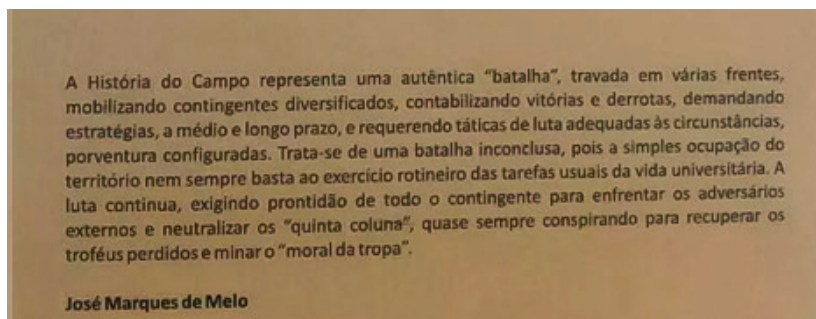 A História do Campo representa uma autêntica “batalha”, travada em várias frentes,
mobilizando contingentes diversificados, contabilizando vitórias e derrotas, demandando
estratégias, a médio e longo prazo, e requerendo táticas de luta adequadas às circunstâncias,
porventura configuradas. Trata-se de uma batalha inconclusa, pois a simples ocupação do
território nem sempre basta ao exercício rotineiro das tarefas usuais da vida universitária. A
luta continua, exigindo prontidão de todo o contingente para enfrentar os adversários
externos e neutralizar os “quinta coluna”, quase sempre conspirando para recuperar os
troféus perdidos e minar o “moral da tropa”.
José Marques de Melo